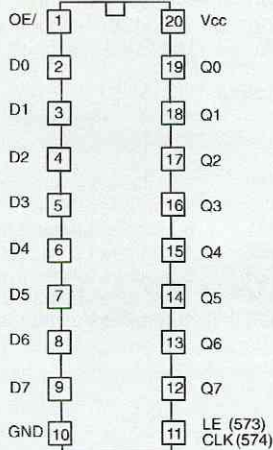 OE/ 1 20 Vcc
D0 2 19 Q0
D1 3 18 Q1
D2 4 17 Q2
D3 5 16 Q3
D4 6 15 Q4
D5 7 14 Q5
D6 8 13 Q6
D7 9 12 Q7
GND 10 11 LE (573)
CLK (574)